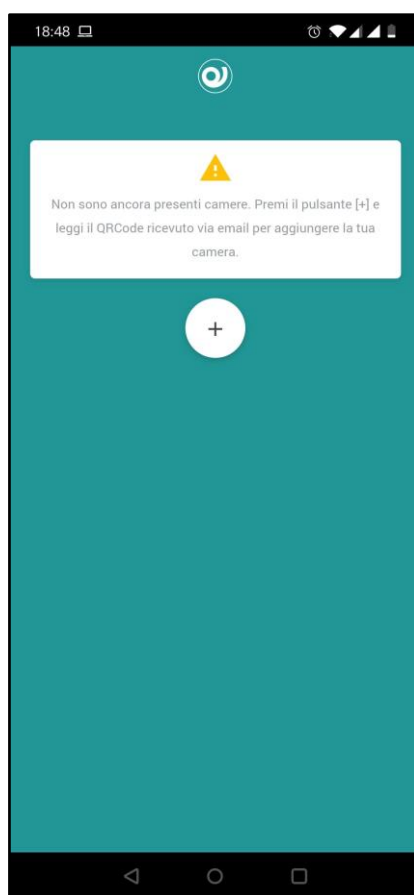 18:48
Non sono ancora presenti camere. Premi il pulsante [+] e
leggi il QRCode ricevuto via email per aggiungere la tua
camera.
+